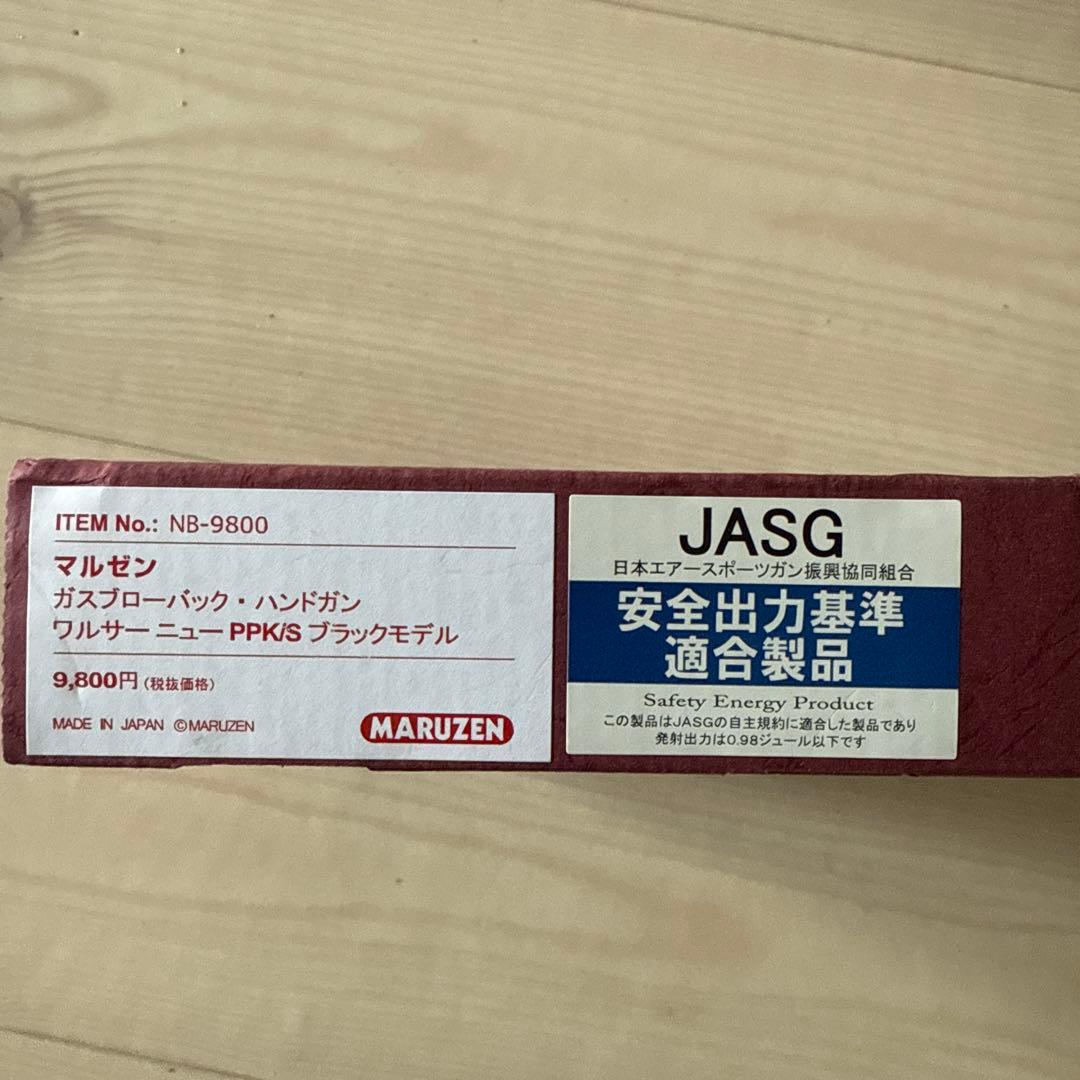 ITEM No.: NB-9800
マルゼン
ガスブローバック・ハンドガン
ワルサー ニュー PPK/S ブラックモデル
9,800円 (税抜価格)
MADE IN JAPAN ©MARUZEN
MARUZEN
JASG
日本エアースポーツガン振興協同組合
安全出力基準
適合製品
Safety Energy Product
この製品はJASGの自主規約に適合した製品であり
発射出力は0.98ジュール以下です